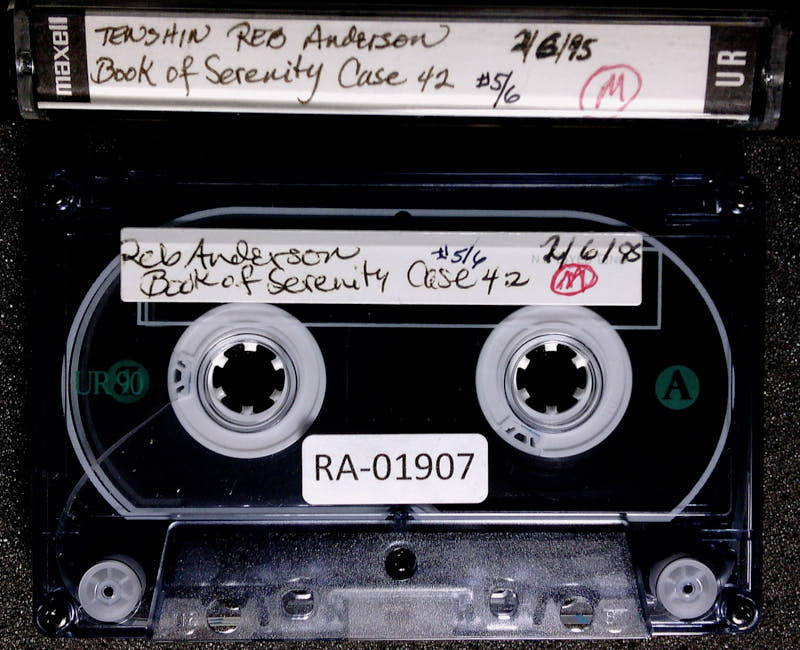 maxell
TENSHIN REB Anderson 2/6/95
Book of Serenity Case 42 #5/6 M
UR
Reb Anderson #5/6 2/6/95
Book of Serenity Case 42 M
UR 90
A
RA-01907